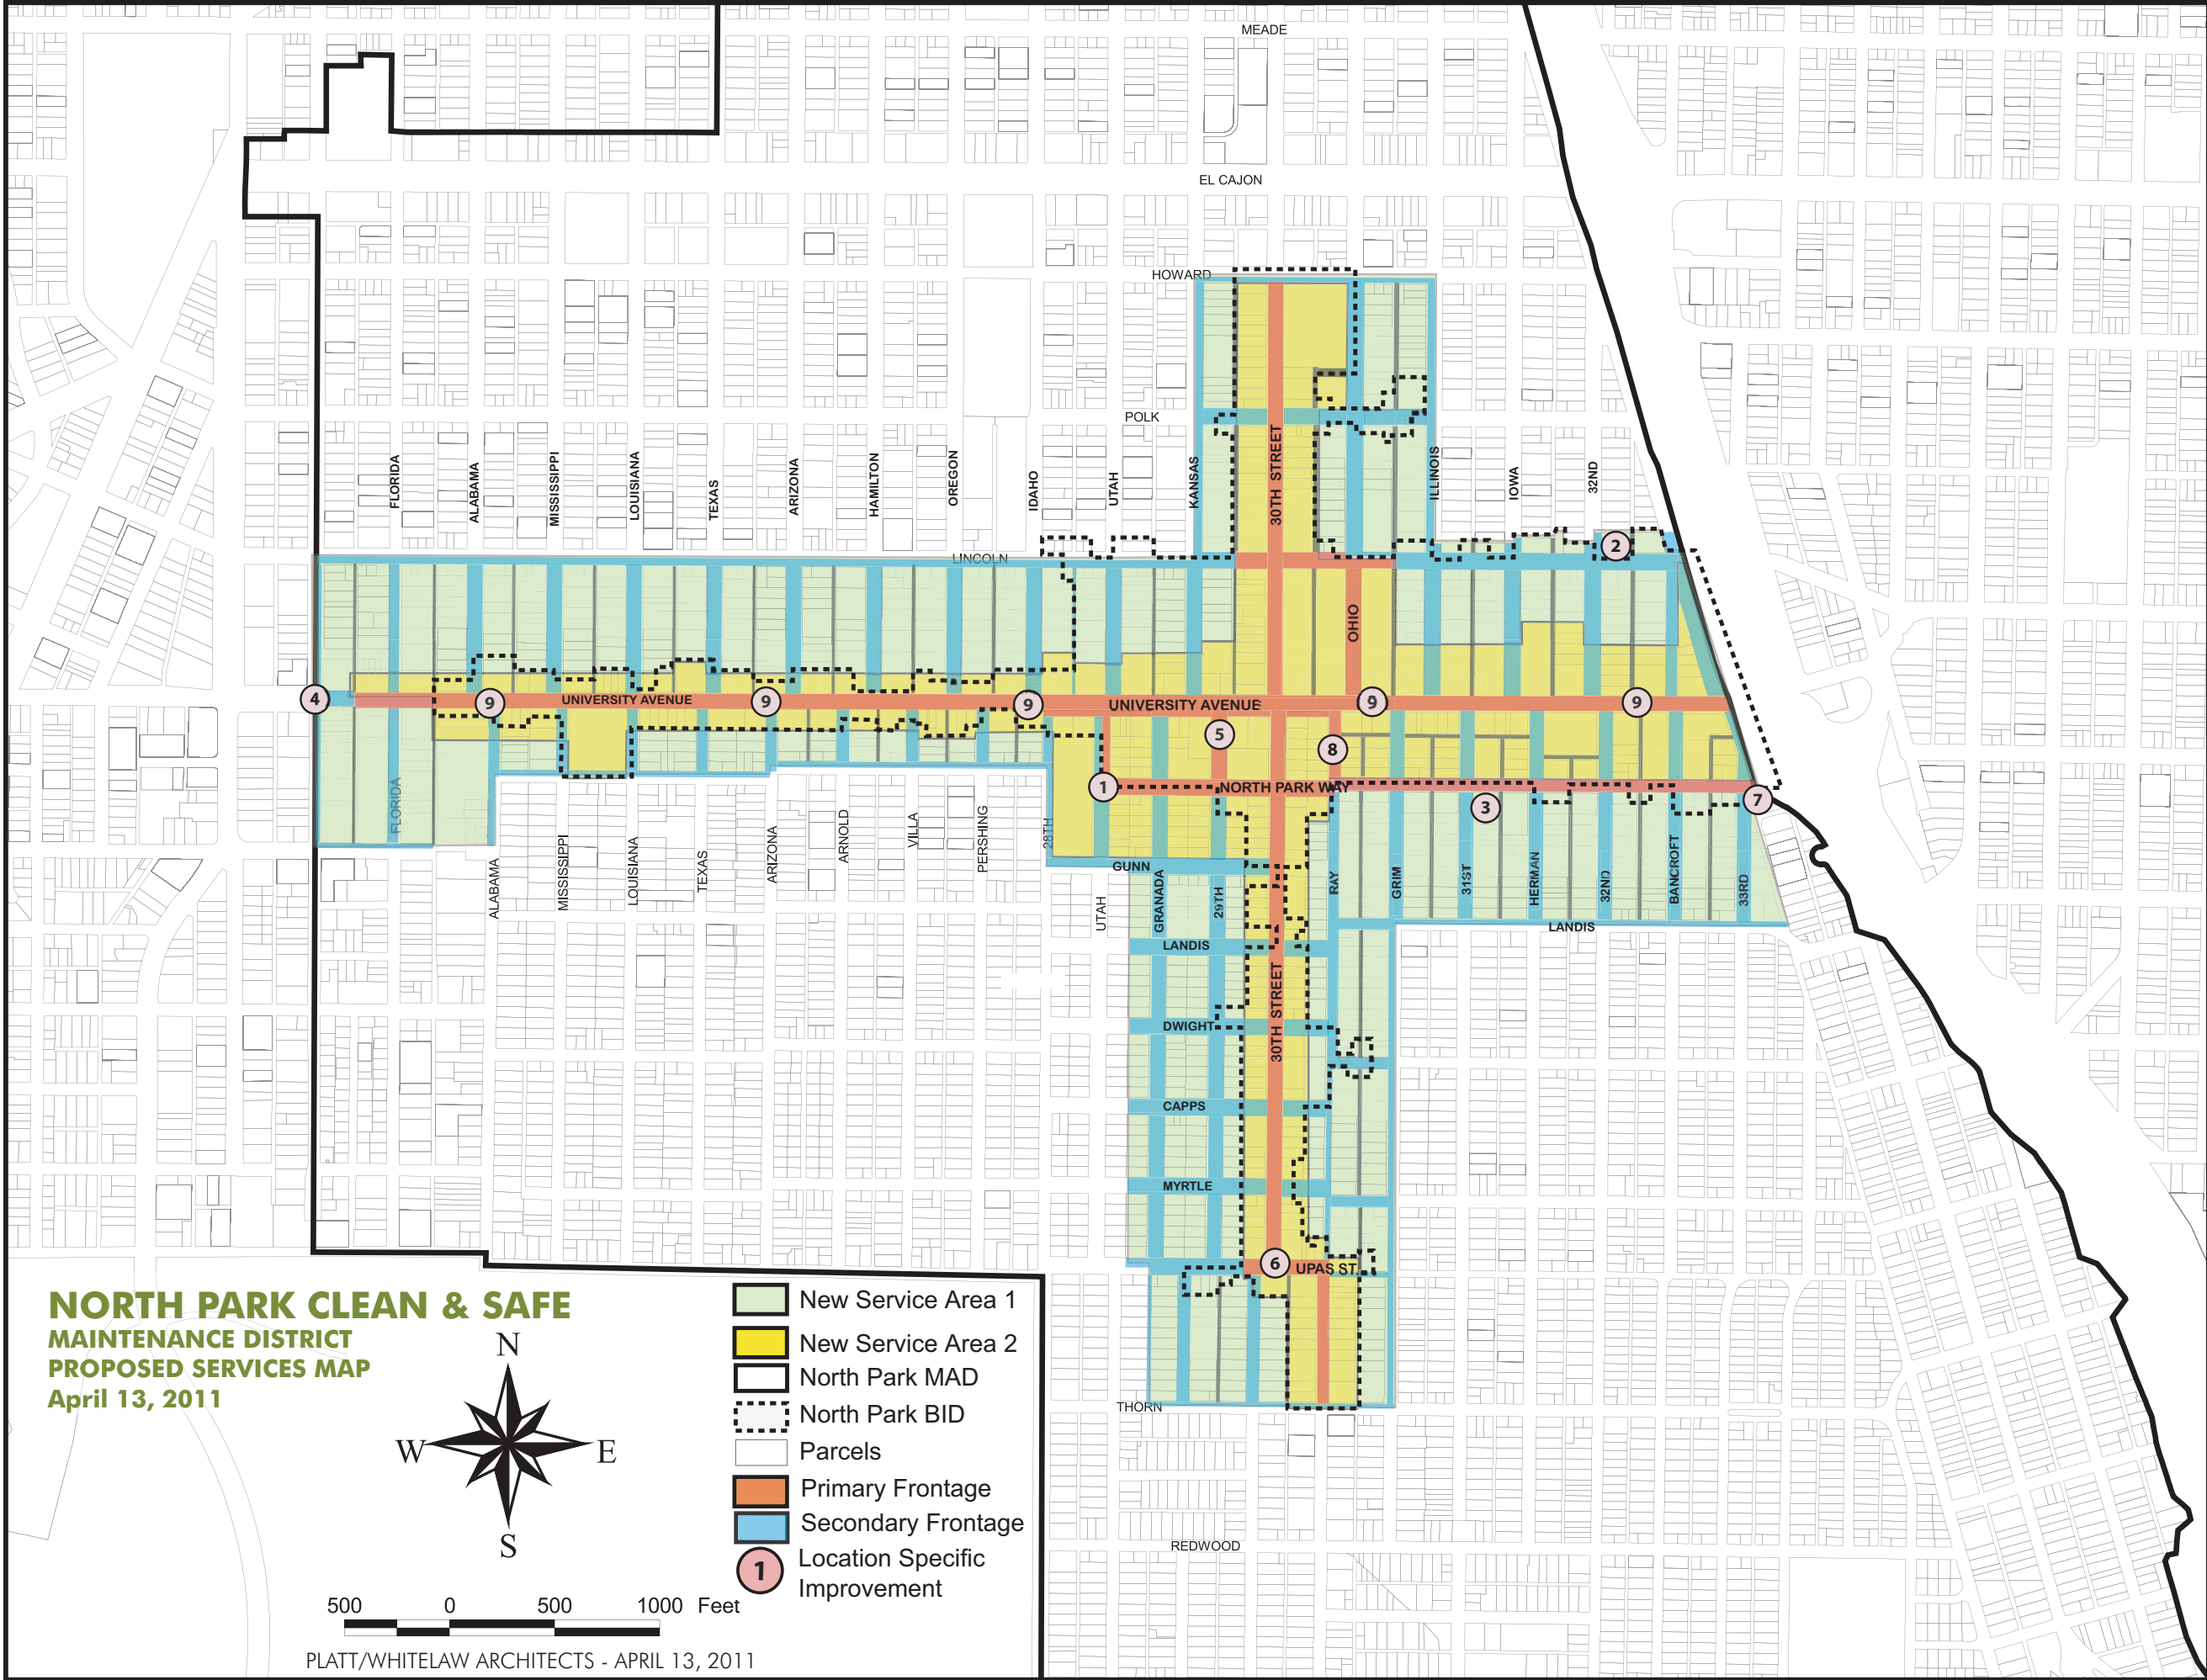 MEADE
EL CAJON
HOWARD
POLK
FLORIDA
ALABAMA
MISSISSIPPI
LOUISIANA
TEXAS
ARIZONA
HAMILTON
OREGON
IDAHO
UTAH
KANSAS
30TH STREET
ILLINOIS
IOWA
32ND
2
LINCOLN
OHIO
4
9
UNIVERSITY AVENUE
9
9
UNIVERSITY AVENUE
9
9
5
8
1
NORTH PARK WAY
3
7
FLORIDA
ALABAMA
MISSISSIPPI
LOUISIANA
TEXAS
ARIZONA
ARNOLD
VILLA
PERSHING
28TH
UTAH
GUNN
GRANADA
29TH
RAY
GRIM
31ST
HERMAN
32ND
BANCROFT
33RD
LANDIS
LANDIS
30TH STREET
DWIGHT
CAPPS
MYRTLE
6
UPAS ST
THORN
REDWOOD
NORTH PARK CLEAN & SAFE
MAINTENANCE DISTRICT
PROPOSED SERVICES MAP
April 13, 2011
N
W
E
S
New Service Area 1
New Service Area 2
North Park MAD
North Park BID
Parcels
Primary Frontage
Secondary Frontage
1
Location Specific
Improvement
500 0 500 1000 Feet
PLATT/WHITELAW ARCHITECTS - APRIL 13, 2011